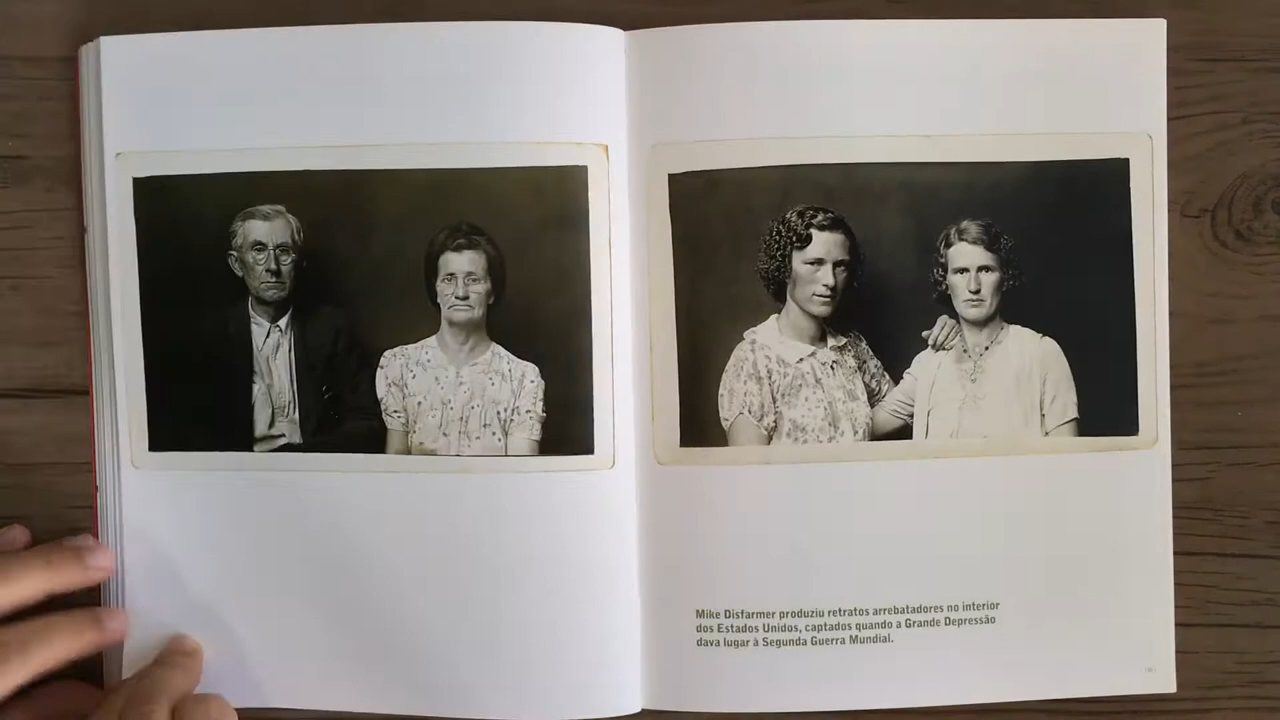 Mike Disfarmer produziu retratos arrebatadores no interior
dos Estados Unidos, captados quando a Grande Depressão
dava lugar à Segunda Guerra Mundial.